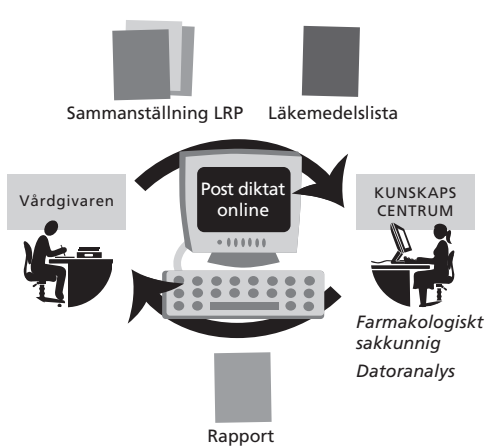 Sammanställning LRP
Läkemedelslista
Vårdgivaren
Post diktat
online
KUNSKAPS
CENTRUM
Farmakologiskt
sakkunnig
Datoranalys
Rapport